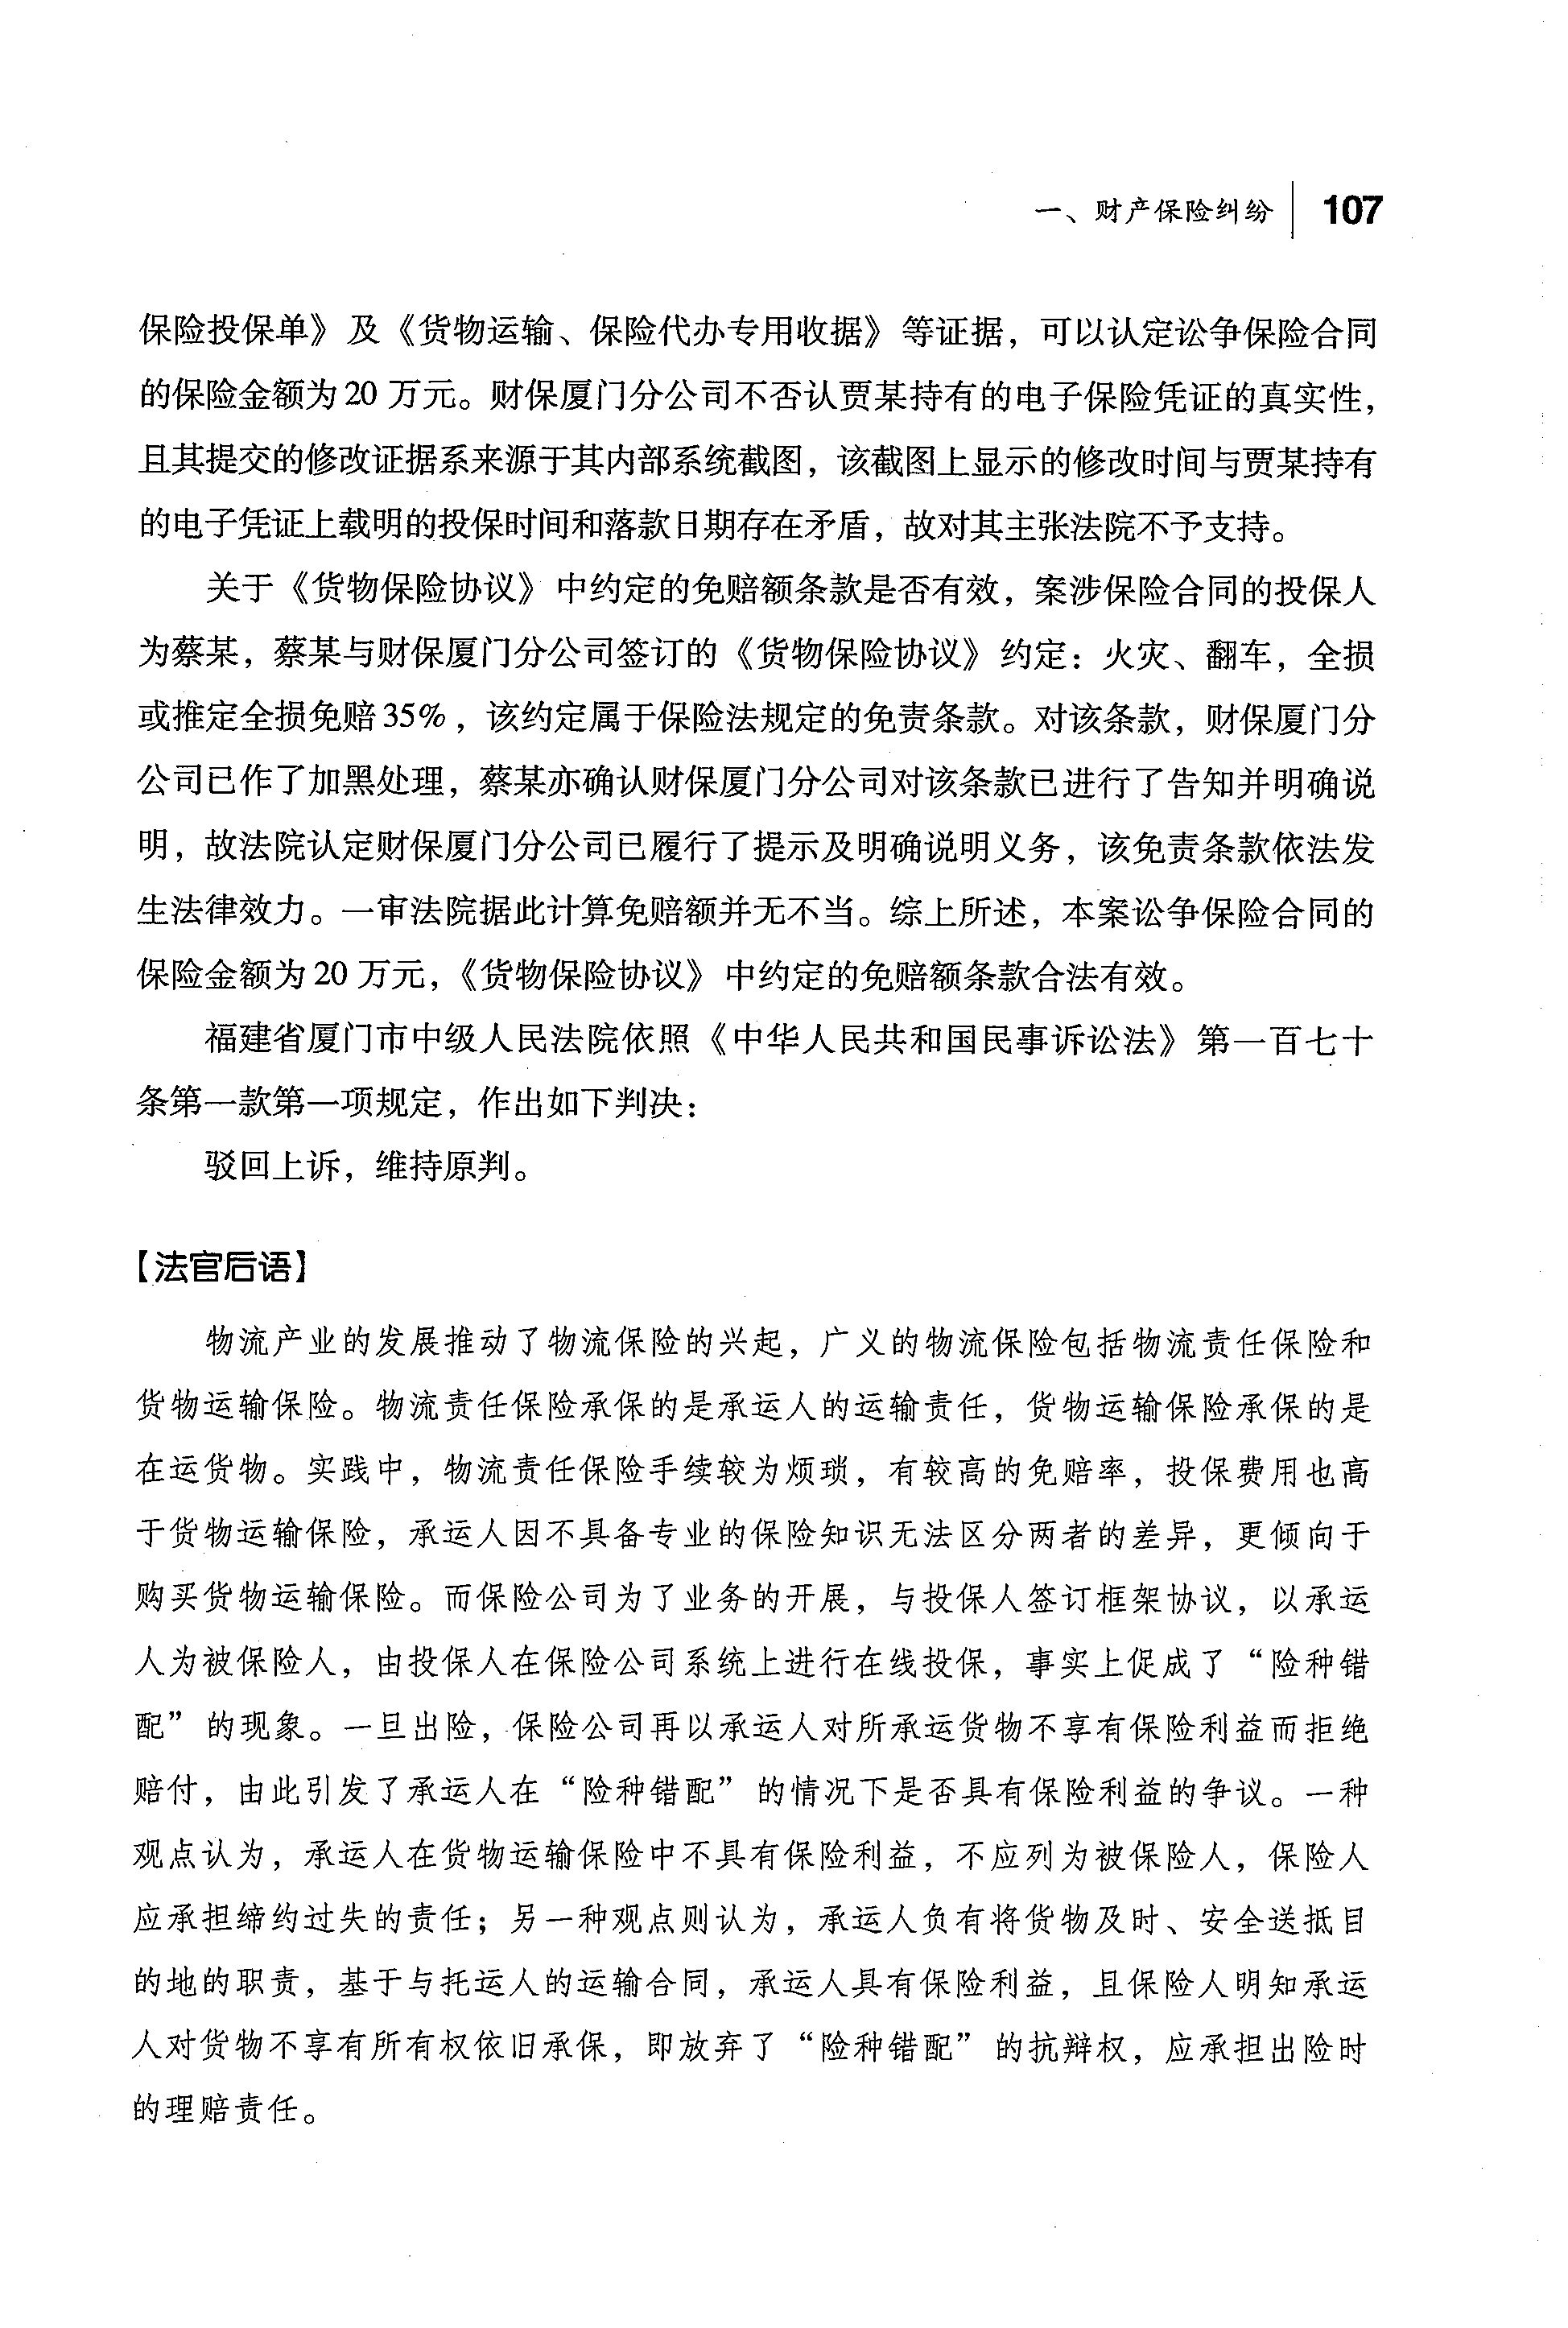 一、财产保险纠纷 107
保险投保单》及《货物运输、保险代办专用收据》等证据，可以认定讼争保险合同
的保险金额为20万元。财保厦门分公司不否认贾某持有的电子保险凭证的真实性，
且其提交的修改证据系来源于其内部系统截图，该截图上显示的修改时间与贾某持有
的电子凭证上载明的投保时间和落款日期存在矛盾，故对其主张法院不予支持。
关于《货物保险协议》中约定的免赔额条款是否有效，案涉保险合同的投保人
为蔡某，蔡某与财保厦门分公司签订的《货物保险协议》约定：火灾、翻车，全损
或推定全损免赔35%，该约定属于保险法规定的免责条款。对该条款，财保厦门分
公司已作了加黑处理，蔡某亦确认财保厦门分公司对该条款已进行了告知并明确说
明，故法院认定财保厦门分公司已履行了提示及明确说明义务，该免责条款依法发
生法律效力。一审法院据此计算免赔额并无不当。综上所述，本案讼争保险合同的
保险金额为20万元，《货物保险协议》中约定的免赔额条款合法有效。
福建省厦门市中级人民法院依照《中华人民共和国民事诉讼法》第一百七十
条第一款第一项规定，作出如下判决：
驳回上诉，维持原判。
【法官后语】
物流产业的发展推动了物流保险的兴起，广义的物流保险包括物流责任保险和
货物运输保险。物流责任保险承保的是承运人的运输责任，货物运输保险承保的是
在运货物。实践中，物流责任保险手续较为烦琐，有较高的免赔率，投保费用也高
于货物运输保险，承运人因不具备专业的保险知识无法区分两者的差异，更倾向于
购买货物运输保险。而保险公司为了业务的开展，与投保人签订框架协议，以承运
人为被保险人，由投保人在保险公司系统上进行在线投保，事实上促成了“险种错
配”的现象。一旦出险，保险公司再以承运人对所承运货物不享有保险利益而拒绝
赔付，由此引发了承运人在“险种错配”的情况下是否具有保险利益的争议。一种
观点认为，承运人在货物运输保险中不具有保险利益，不应列为被保险人，保险人
应承担缔约过失的责任；另一种观点则认为，承运人负有将货物及时、安全送抵目
的地的职责，基于与托运人的运输合同，承运人具有保险利益，且保险人明知承运
人对货物不享有所有权依旧承保，即放弃了“险种错配”的抗辩权，应承担出险时
的理赔责任。